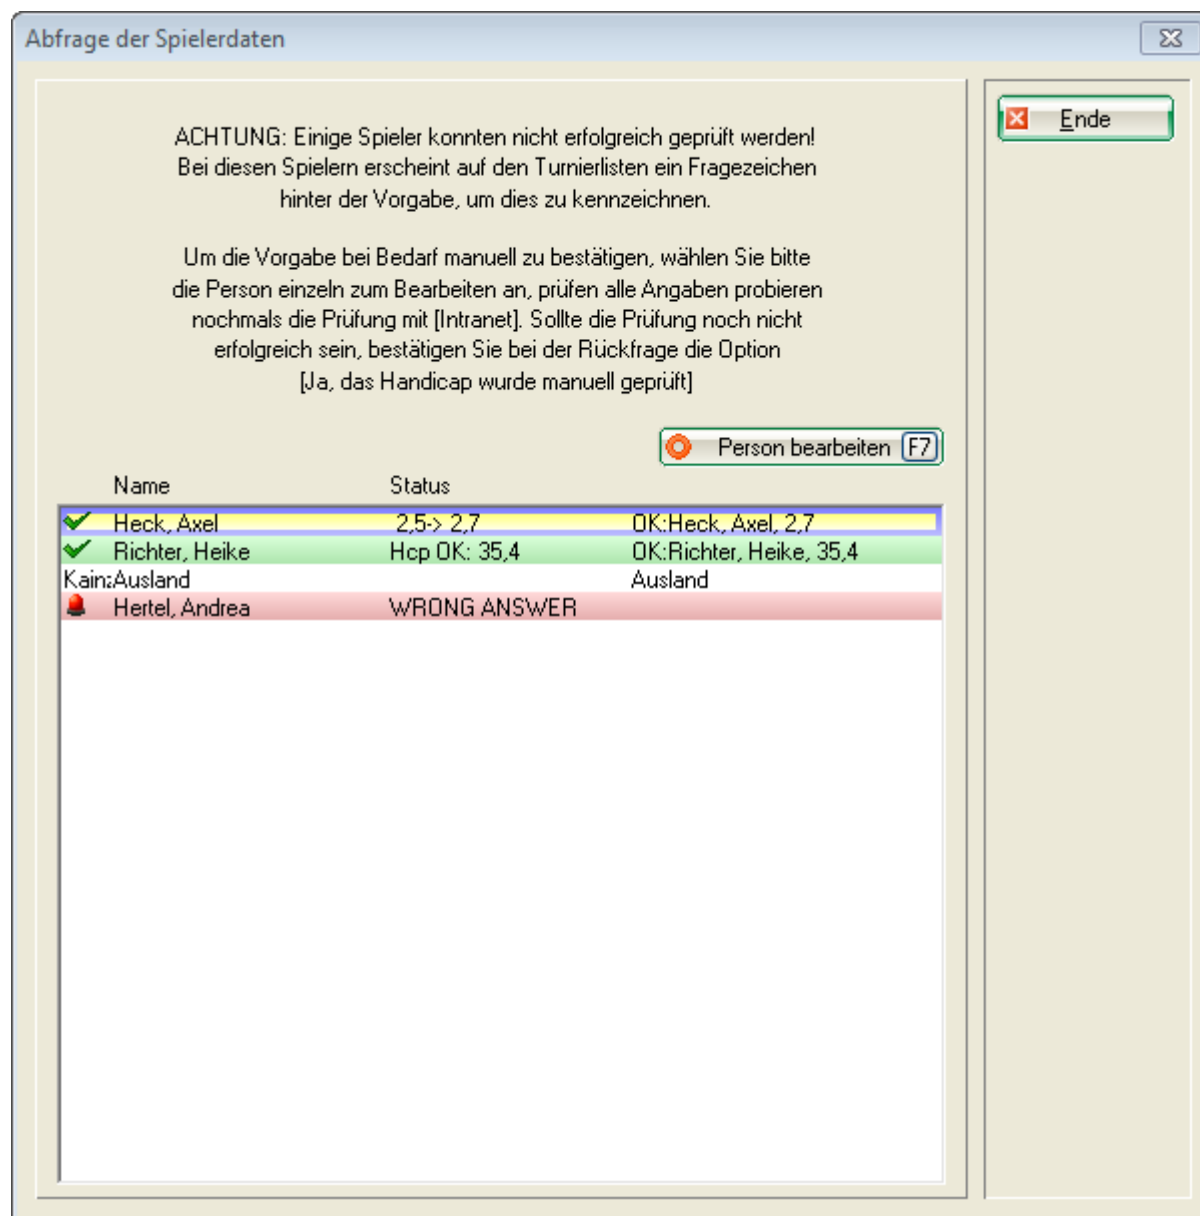 Abfrage der Spielerdaten
Ende
ACHTUNG: Einige Spieler konnten nicht erfolgreich geprüft werden!
Bei diesen Spielern erscheint auf den Turnierlisten ein Fragezeichen
hinter der Vorgabe, um dies zu kennzeichnen.
Um die Vorgabe bei Bedarf manuell zu bestätigen, wählen Sie bitte
die Person einzeln zum Bearbeiten an, prüfen alle Angaben probieren
nochmals die Prüfung mit [Intranet]. Sollte die Prüfung noch nicht
erfolgreich sein, bestätigen Sie bei der Rückfrage die Option
[Ja, das Handicap wurde manuell geprüft]
Person bearbeiten F7
Name Status
Heck, Axel 2,5-> 2,7 OK:Heck, Axel, 2,7
Richter, Heike Hcp OK: 35,4 OK:Richter, Heike, 35,4
Kainz Ausland Ausland
Hertel, Andrea WRONG ANSWER